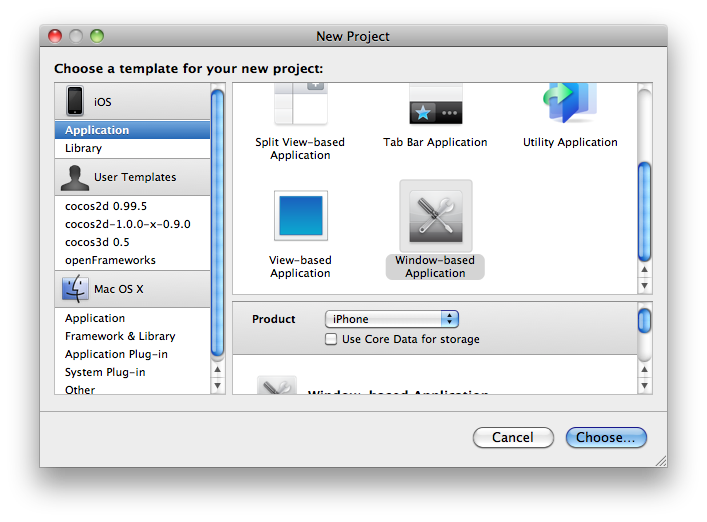 New Project
Choose a template for your new project:
iOS
Application
Library
User Templates
cocos2d 0.99.5
cocos2d-1.0.0-x-0.9.0
cocos3d 0.5
openFrameworks
Mac OS X
Application
Framework & Library
Application Plug-in
System Plug-in
Other
Split View-based
Application
Tab Bar Application
Utility Application
View-based
Application
Window-based
Application
Product
iPhone
Use Core Data for storage
Window-based Application
Cancel
Choose...